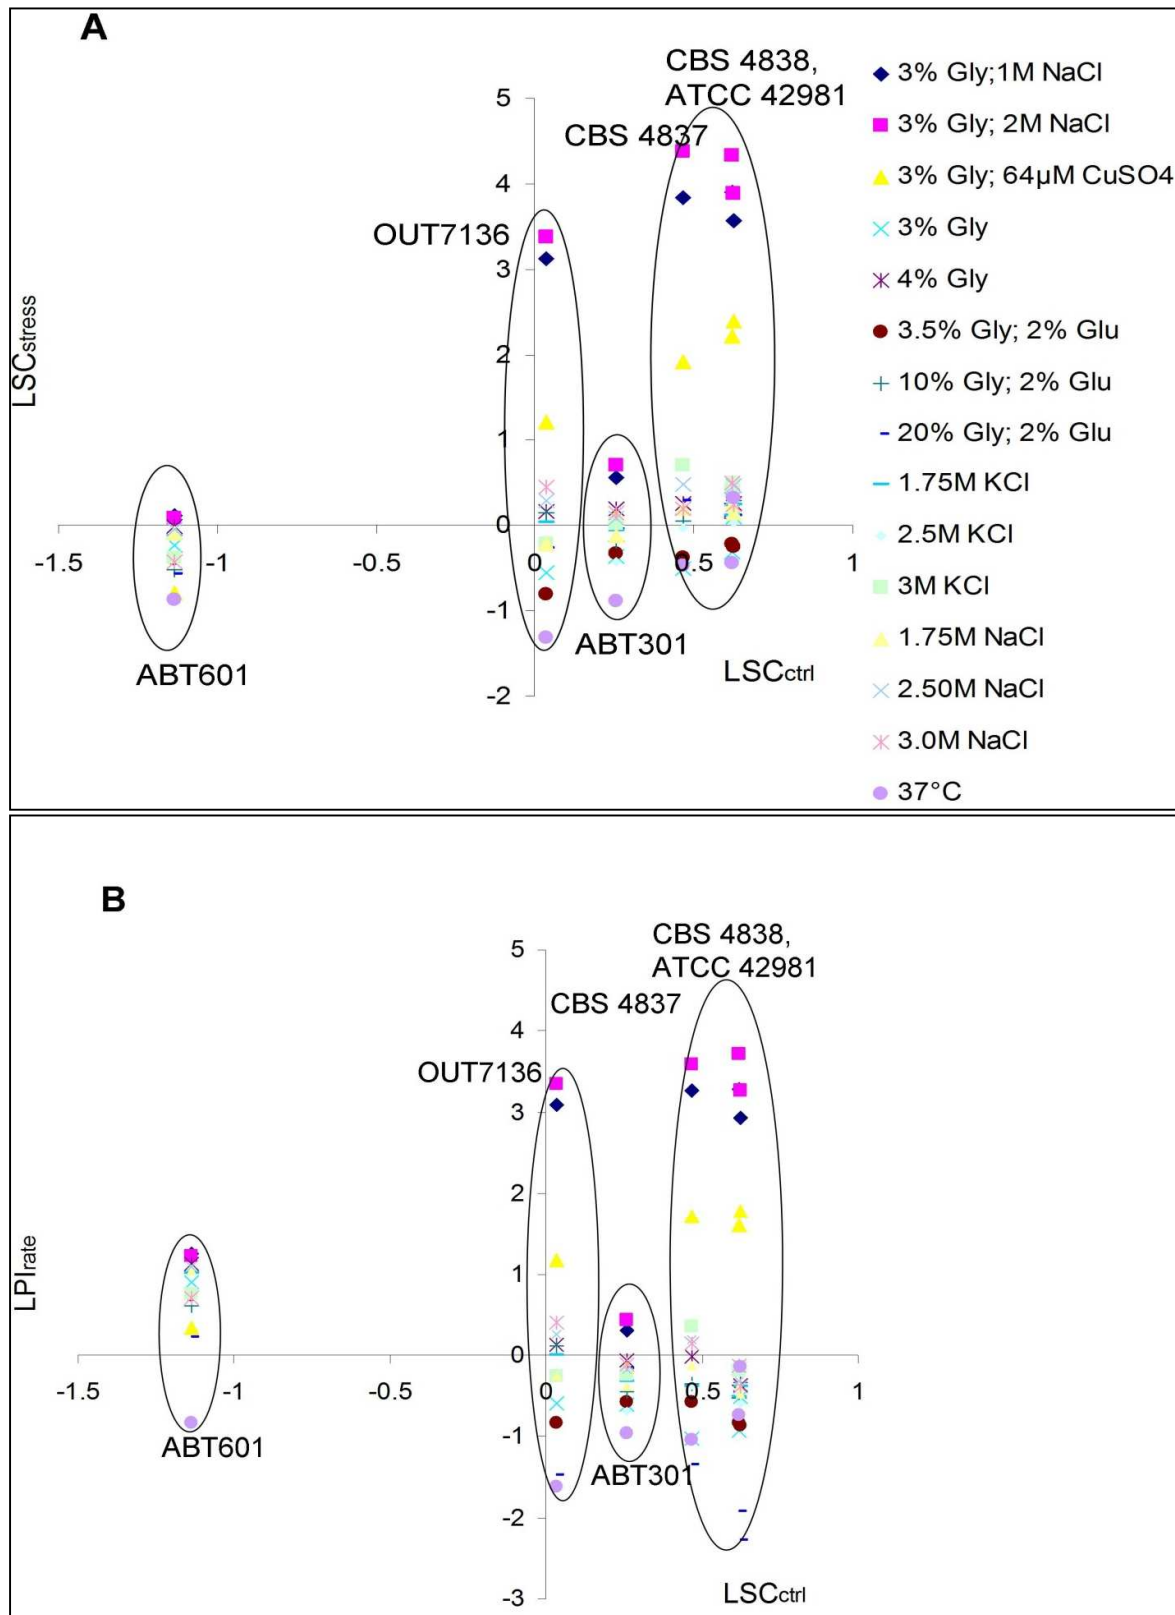 A
CBS 4838,
ATCC 42981
CBS 4837
OUT7136
ABT601
ABT301
LSCstress
LSCctrl
5
4
3
2
1
0
-1
-2
-1.5
-1
-0.5
0.5
1
3% Gly;1M NaCl
3% Gly; 2M NaCl
3% Gly; 64µM CuSO4
3% Gly
4% Gly
3.5% Gly; 2% Glu
10% Gly; 2% Glu
20% Gly; 2% Glu
1.75M KCl
2.5M KCl
3M KCl
1.75M NaCl
2.50M NaCl
3.0M NaCl
37°C
B
CBS 4838,
ATCC 42981
CBS 4837
OUT7136
ABT601
ABT301
LPIrate
LSCctrl
5
4
3
2
1
0
-1
-2
-3
-1.5
-1
-0.5
0
0.5
1